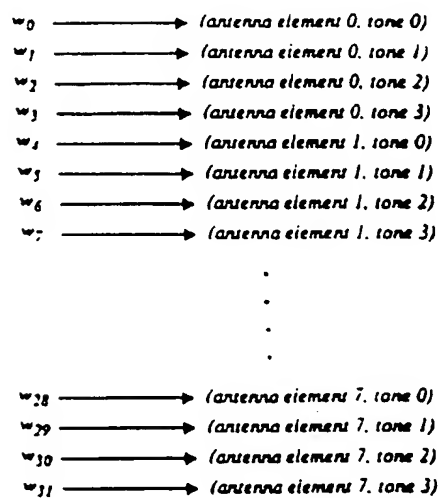 w0 → (antenna element 0, tone 0)
w1 → (antenna element 0, tone 1)
w2 → (antenna element 0, tone 2)
w3 → (antenna element 0, tone 3)
w4 → (antenna element 1, tone 0)
w5 → (antenna element 1, tone 1)
w6 → (antenna element 1, tone 2)
w7 → (antenna element 1, tone 3)
.
.
.
.
w28 → (antenna element 7, tone 0)
w29 → (antenna element 7, tone 1)
w30 → (antenna element 7, tone 2)
w31 → (antenna element 7, tone 3)